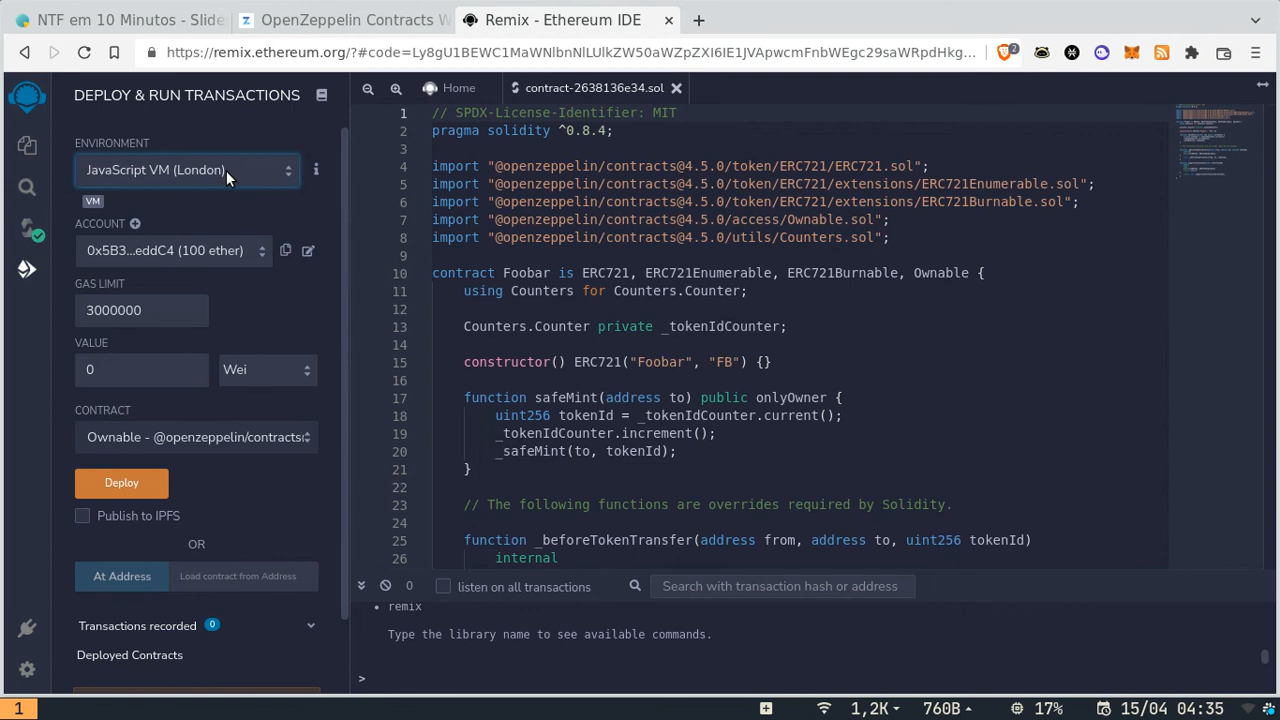 NTF em 10 Minutos - Slide
OpenZeppelin Contracts W
Remix - Ethereum IDE
https://remix.ethereum.org/?#code=Ly8gU1BEWC1MaWNlbnNlLUlkZW50aWZpZXI6IE1JVApwcmFnbWEgc29saWRpdHkg...
2
DEPLOY & RUN TRANSACTIONS
ENVIRONMENT
JavaScript VM (London)
VM
ACCOUNT
0x5B3...eddC4 (100 ether)
GAS LIMIT
3000000
VALUE
0
Wei
CONTRACT
Ownable - @openzeppelin/contracts
Deploy
Publish to IPFS
OR
At Address
Load contract from Address
Transactions recorded 0
Deployed Contracts
Home
contract-2638136e34.sol
1 // SPDX-License-Identifier: MIT
2 pragma solidity ^0.8.4;
3
4 import "@openzeppelin/contracts@4.5.0/token/ERC721/ERC721.sol";
5 import "@openzeppelin/contracts@4.5.0/token/ERC721/extensions/ERC721Enumerable.sol";
6 import "@openzeppelin/contracts@4.5.0/token/ERC721/extensions/ERC721Burnable.sol";
7 import "@openzeppelin/contracts@4.5.0/access/Ownable.sol";
8 import "@openzeppelin/contracts@4.5.0/utils/Counters.sol";
9
10 contract Foobar is ERC721, ERC721Enumerable, ERC721Burnable, Ownable {
11 using Counters for Counters.Counter;
12
13 Counters.Counter private _tokenIdCounter;
14
15 constructor() ERC721("Foobar", "FB") {}
16
17 function safeMint(address to) public onlyOwner {
18 uint256 tokenId = _tokenIdCounter.current();
19 _tokenIdCounter.increment();
20 _safeMint(to, tokenId);
21 }
22
23 // The following functions are overrides required by Solidity.
24
25 function _beforeTokenTransfer(address from, address to, uint256 tokenId)
26 internal
0
listen on all transactions
Search with transaction hash or address
• remix
Type the library name to see available commands.
>
1
1,2K
760B
17%
15/04 04:35